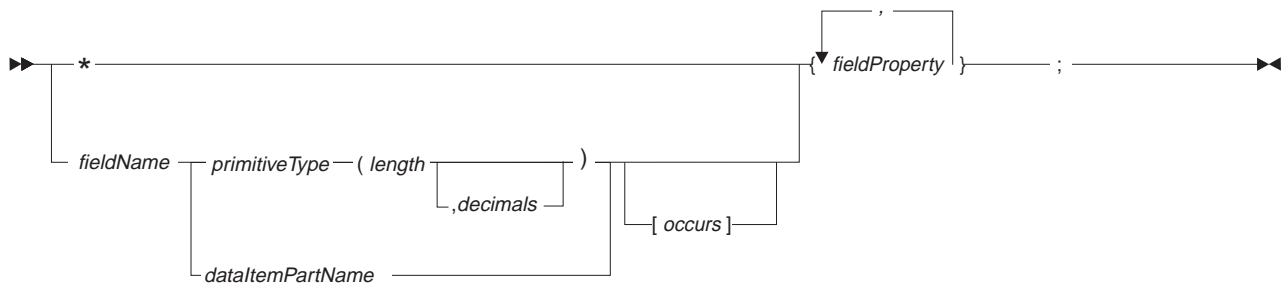 ,
* { fieldProperty } ;
fieldName primitiveType ( length )
,decimals
[ occurs ]
dataItemPartName